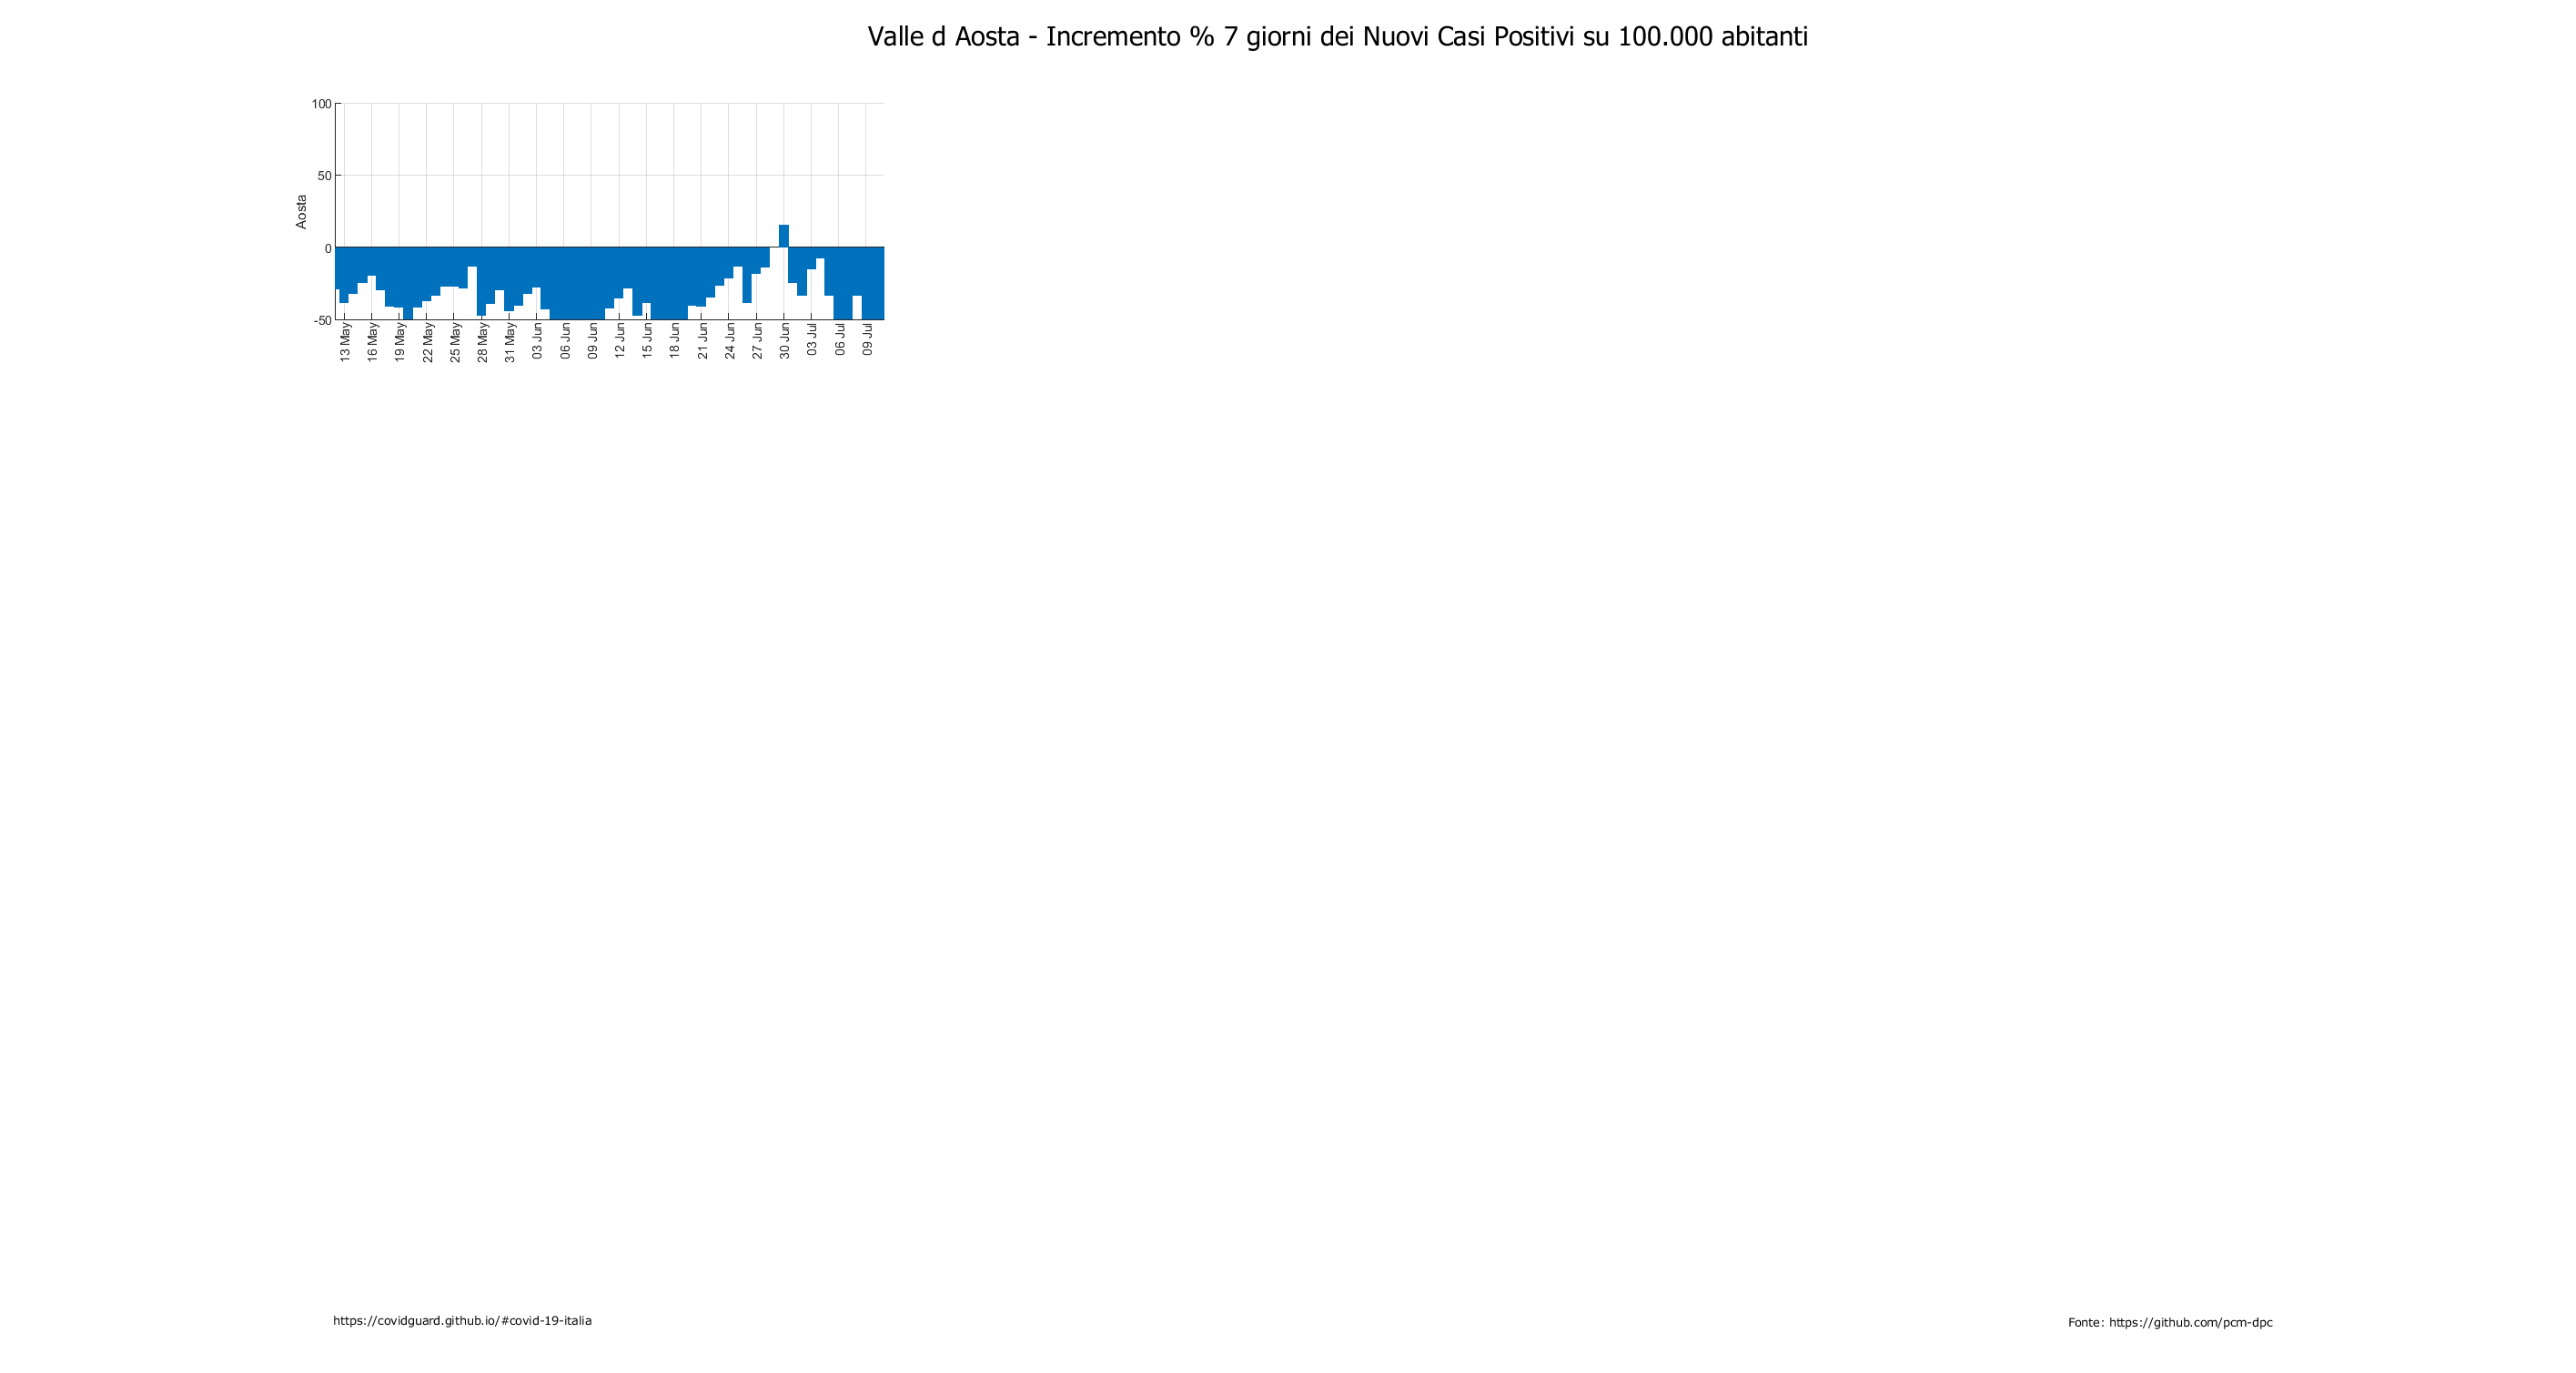 Valle d Aosta - Incremento % 7 giorni dei Nuovi Casi Positivi su 100.000 abitanti
100
50
0
-50
Aosta
13 May
16 May
19 May
22 May
25 May
28 May
31 May
03 Jun
06 Jun
09 Jun
12 Jun
15 Jun
18 Jun
21 Jun
24 Jun
27 Jun
30 Jun
03 Jul
06 Jul
09 Jul
https://covidguard.github.io/#covid-19-italia
Fonte: https://github.com/pcm-dpc